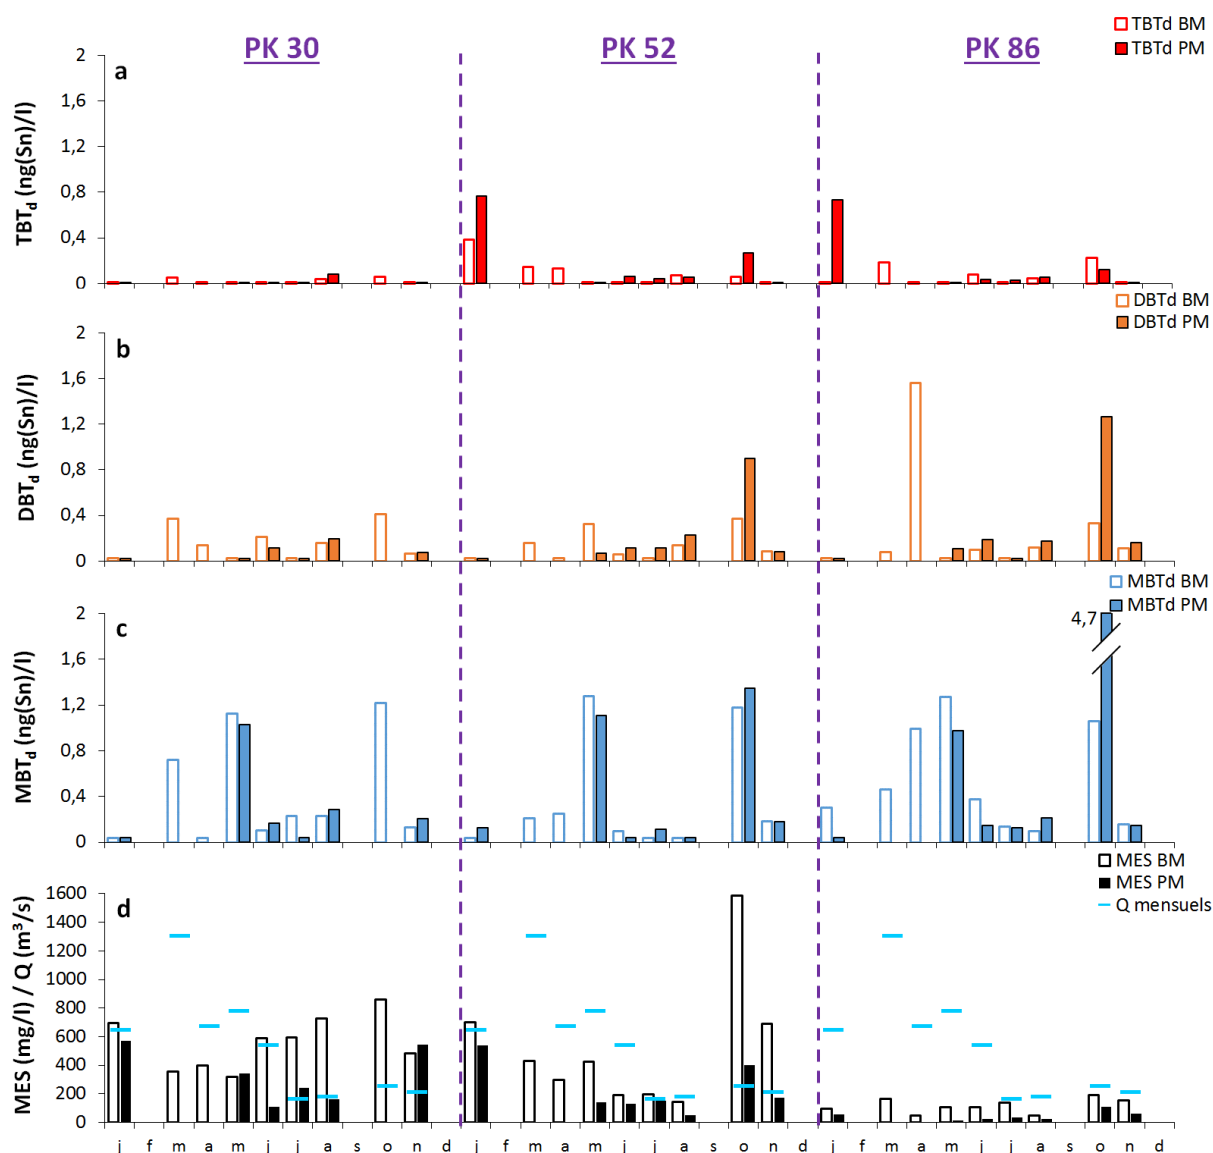 PK 30
PK 52
PK 86
TBTd BM
TBTd PM
a
TBTd (ng(Sn)/l)
2
1,6
1,2
0,8
0,4
0
DBTd BM
DBTd PM
b
DBTd (ng(Sn)/l)
2
1,6
1,2
0,8
0,4
0
MBTd BM
MBTd PM
c
4,7
MBTd (ng(Sn)/l)
2
1,6
1,2
0,8
0,4
0
MES BM
MES PM
Q mensuels
d
MES (mg/l) / Q (m³/s)
1600
1400
1200
1000
800
600
400
200
0
j f m a m j j a s o n d j f m a m j j a s o n d j f m a m j j a s o n d